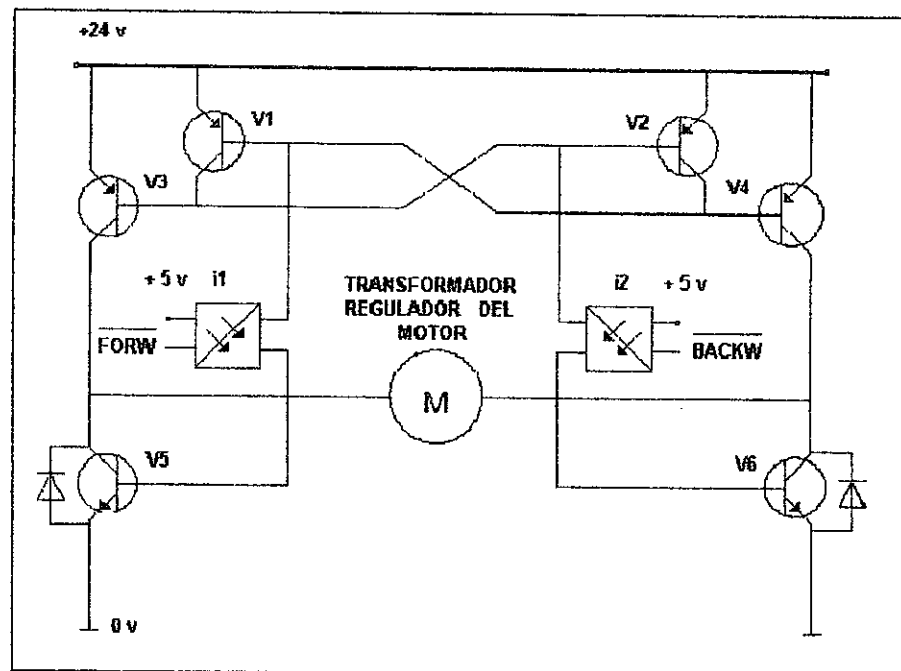 +24 v
V1
V2
V3
V4
+ 5 v
i1
TRANSFORMADOR
REGULADOR DEL
MOTOR
i2
+ 5 v
FORW
BACKW
M
V5
V6
0 v